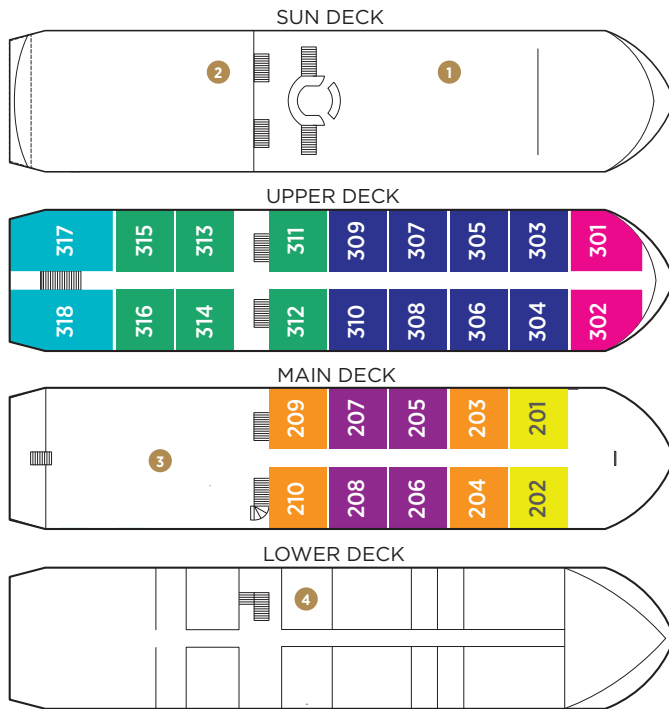 SUN DECK
2 1
UPPER DECK
317 315 313 311 309 307 305 303 301
318 316 314 312 310 308 306 304 302
MAIN DECK
209 207 205 203 201
3
210 208 206 204 202
LOWER DECK
4